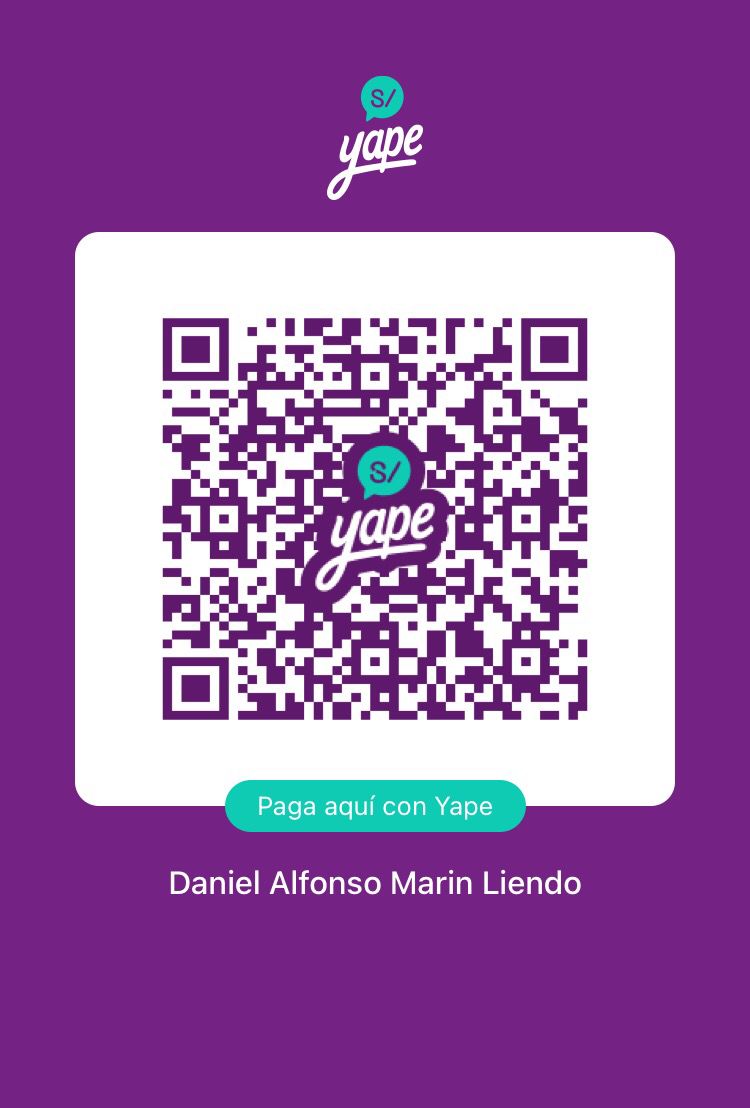 S/
yape
S/
yape
Paga aquí con Yape
Daniel Alfonso Marin Liendo